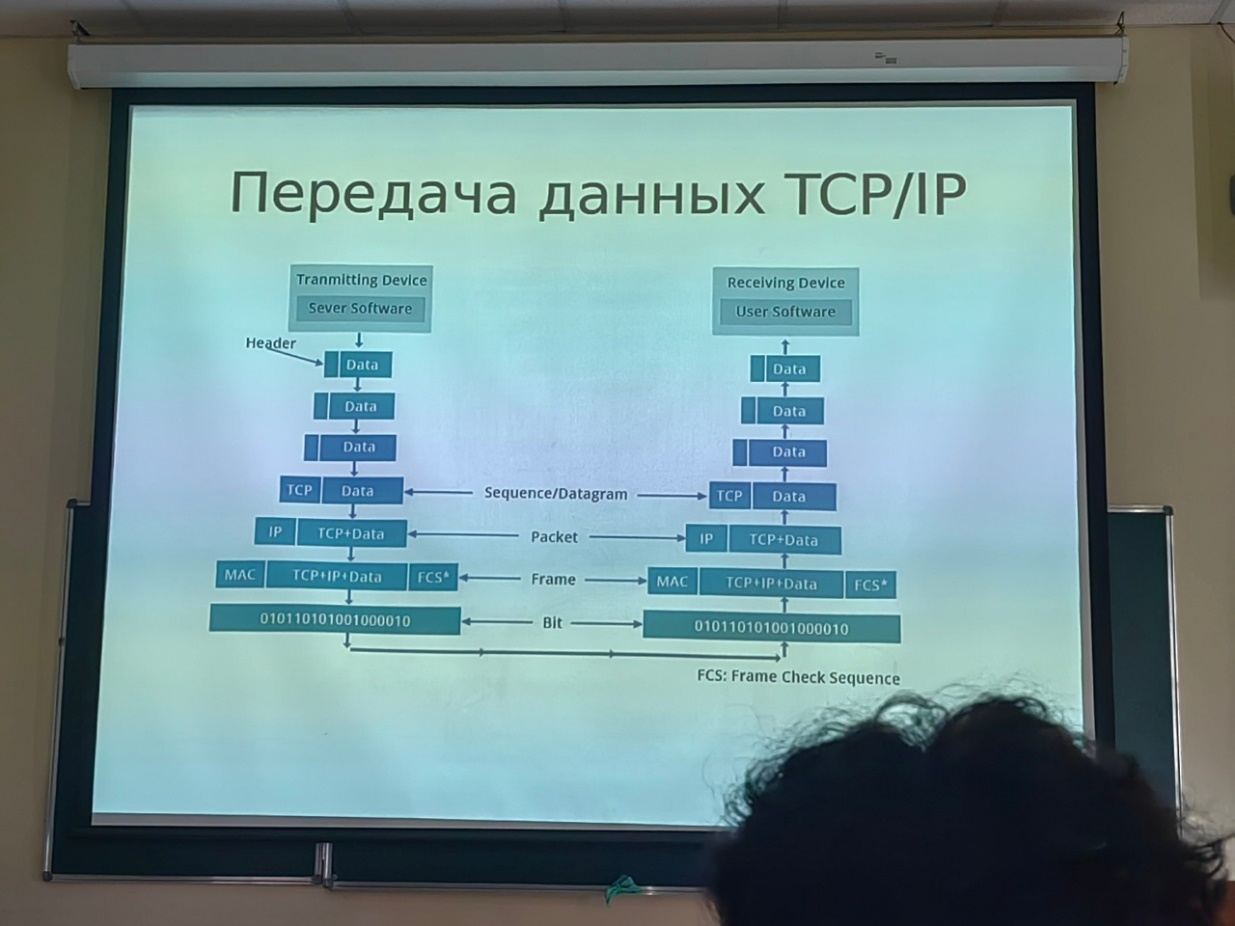 Передача данных TCP/IP
Tranmitting Device
Sever Software
Header
Data
Data
Data
TCP Data
IP TCP+Data
MAC TCP+IP+Data FCS*
010110101001000010
Sequence/Datagram
Packet
Frame
Bit
Receiving Device
User Software
Data
Data
Data
TCP Data
IP TCP+Data
MAC TCP+IP+Data FCS*
010110101001000010
FCS: Frame Check Sequence